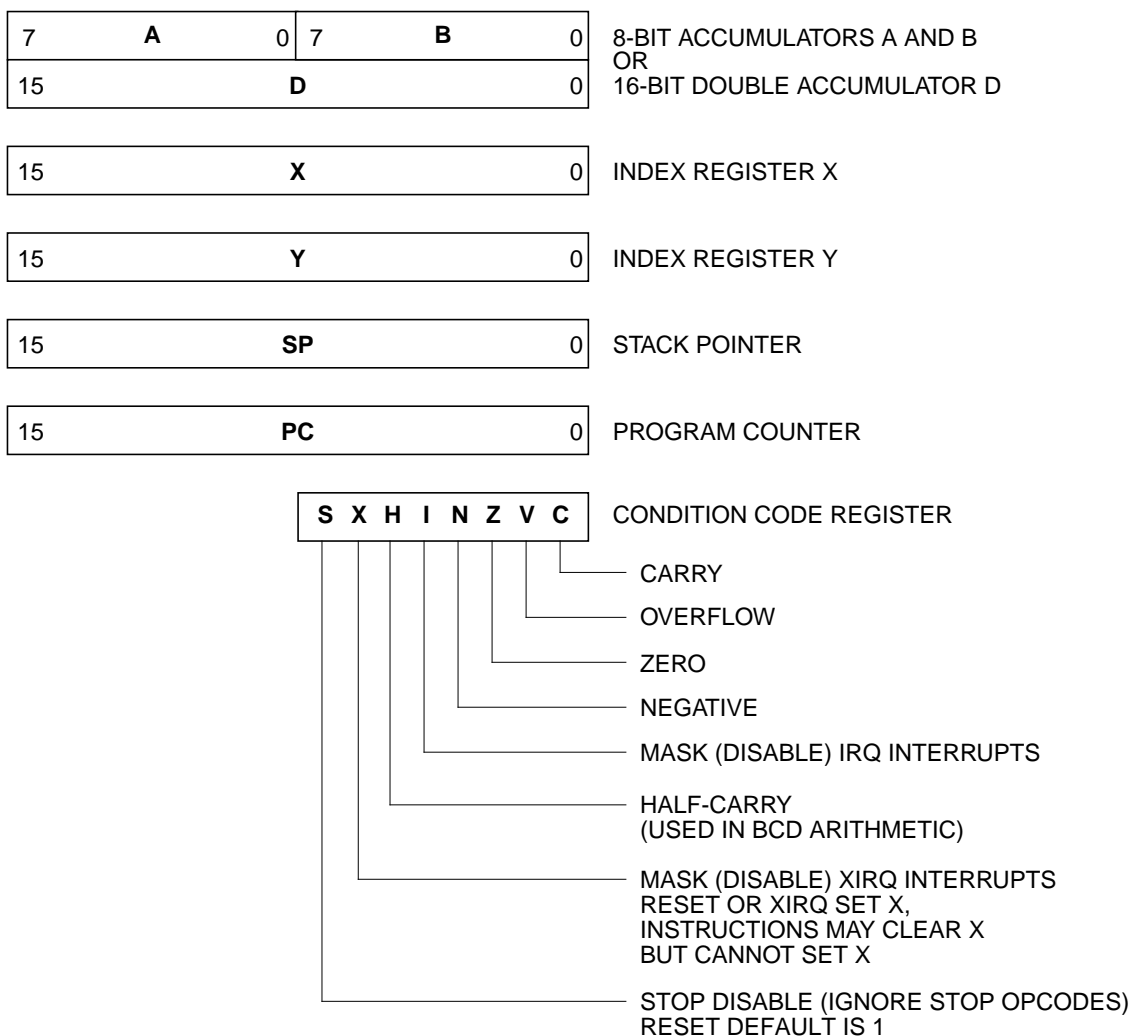 7 A 0 7 B 0 8-BIT ACCUMULATORS A AND B
OR
15 D 0 16-BIT DOUBLE ACCUMULATOR D
15 X 0 INDEX REGISTER X
15 Y 0 INDEX REGISTER Y
15 SP 0 STACK POINTER
15 PC 0 PROGRAM COUNTER
S X H I N Z V C CONDITION CODE REGISTER
CARRY
OVERFLOW
ZERO
NEGATIVE
MASK (DISABLE) IRQ INTERRUPTS
HALF-CARRY
(USED IN BCD ARITHMETIC)
MASK (DISABLE) XIRQ INTERRUPTS
RESET OR XIRQ SET X,
INSTRUCTIONS MAY CLEAR X
BUT CANNOT SET X
STOP DISABLE (IGNORE STOP OPCODES)
RESET DEFAULT IS 1